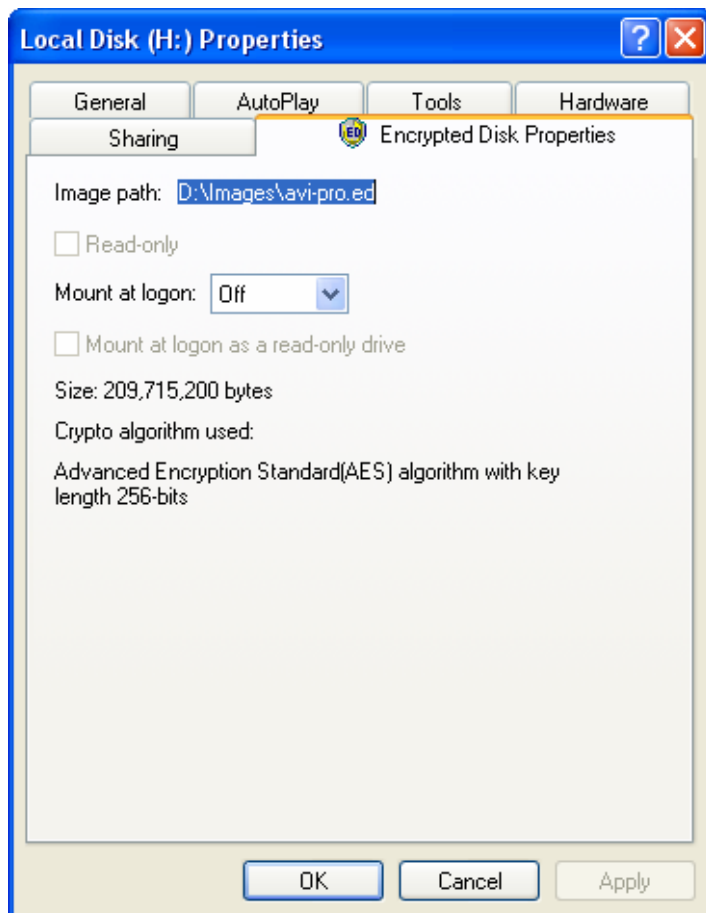 Local Disk (H:) Properties
?
General AutoPlay Tools Hardware
Sharing ED Encrypted Disk Properties
Image path: D:\Images\avi-pro.ed
Read-only
Mount at logon: Off
Mount at logon as a read-only drive
Size: 209,715,200 bytes
Crypto algorithm used:
Advanced Encryption Standard(AES) algorithm with key
length 256-bits
OK Cancel Apply